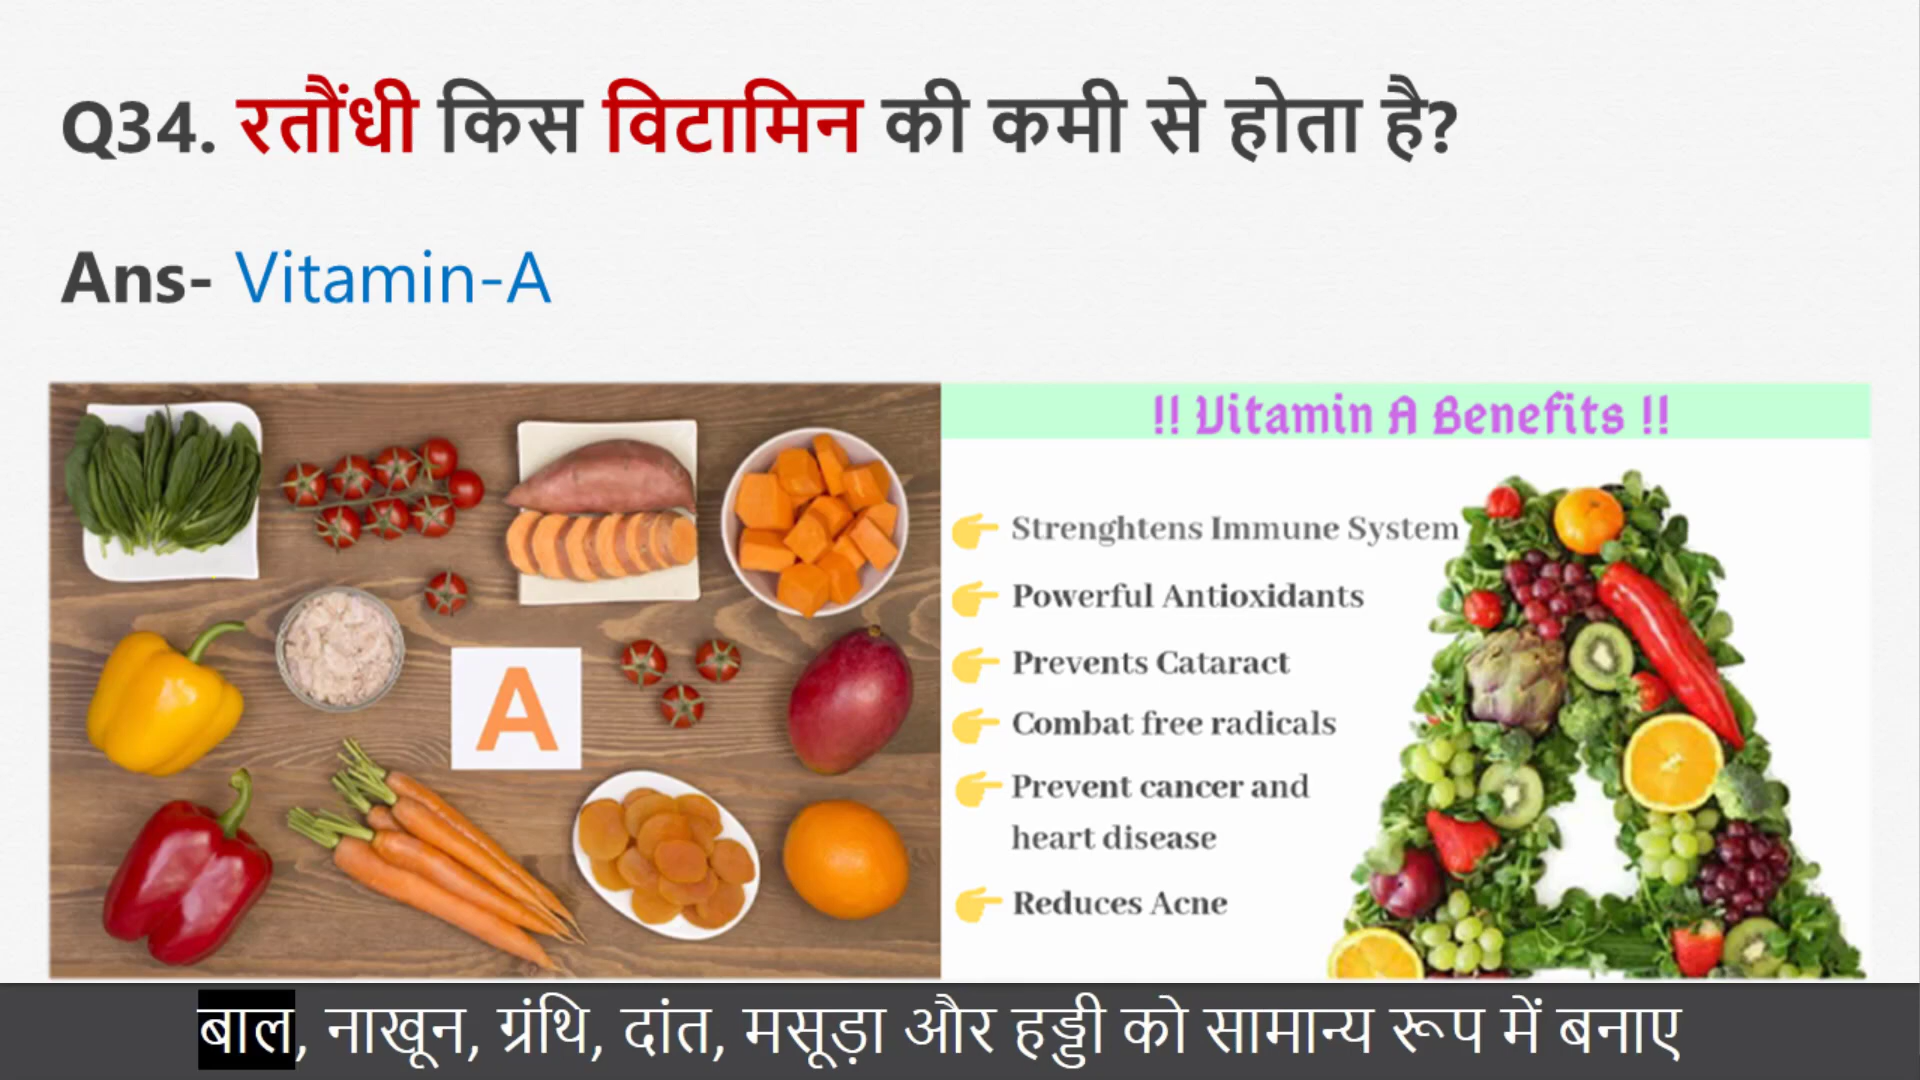 Q34. रतौंधी किस विटामिन की कमी से होता है?
Ans- Vitamin-A
A
!! Vitamin A Benefits !!
Strenghtens Immune System
Powerful Antioxidants
Prevents Cataract
Combat free radicals
Prevent cancer and
heart disease
Reduces Acne
बाल, नाखून, ग्रंथि, दांत, मसूड़ा और हड्डी को सामान्य रूप में बनाए